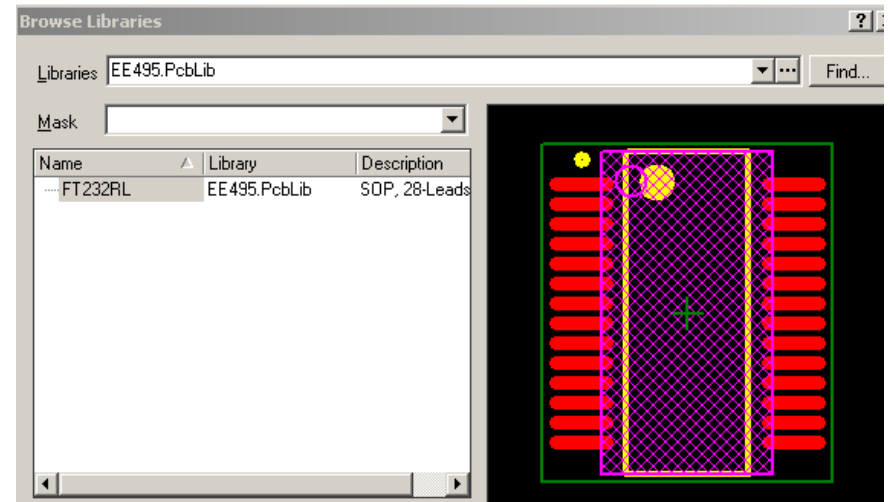 Browse Libraries
Libraries EE495.PcbLib Find...
Mask
Name Library Description
FT232RL EE495.PcbLib SOP, 28-Leads